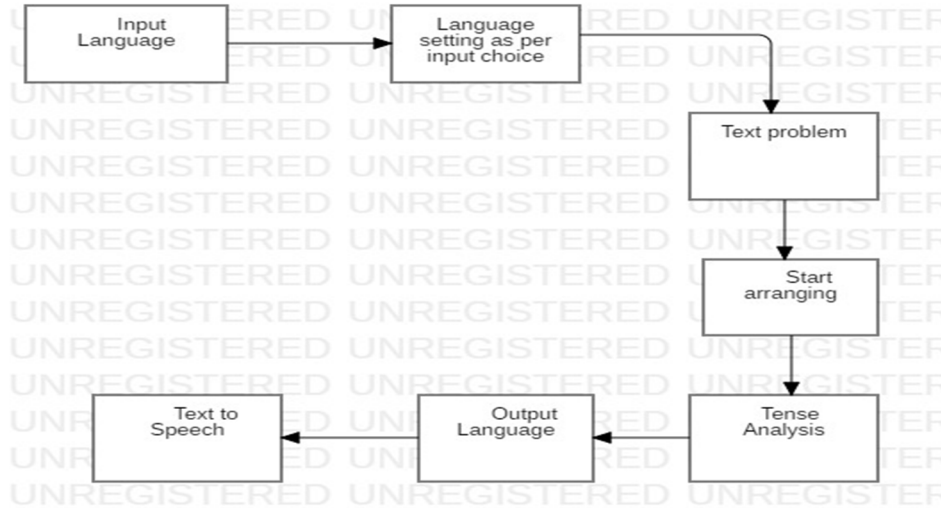 Input
Language
Language
setting as per
input choice
Text problem
Start
arranging
Tense
Analysis
Output
Language
Text to
Speech
UNREGISTERED